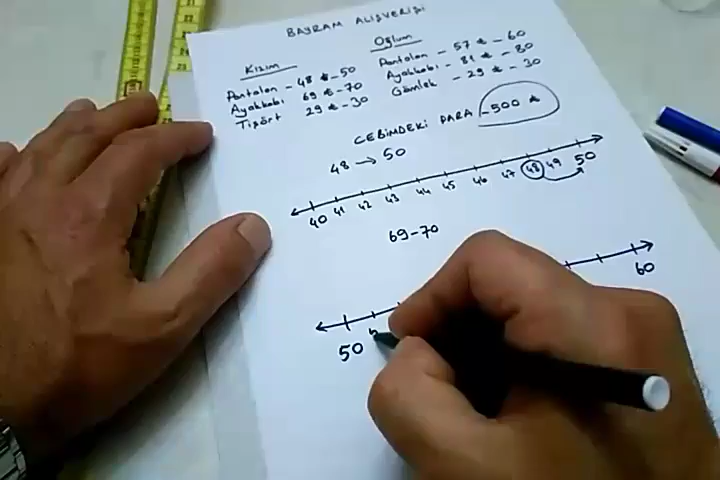 BAYRAM ALIŞVERİŞİ
Kızım
Pantolon - 48 ₺ - 50
Ayakkabı 69 ₺ - 70
Tişört 29 ₺ - 30
Oğlum
Pantolon - 57 ₺ - 60
Ayakkabı - 81 ₺ - 80
Gömlek - 29 ₺ - 30
CEBİMDEKİ PARA - 500 ₺
48 → 50
40 41 42 43 44 45 46 47 48 49 50
69-70
50 60